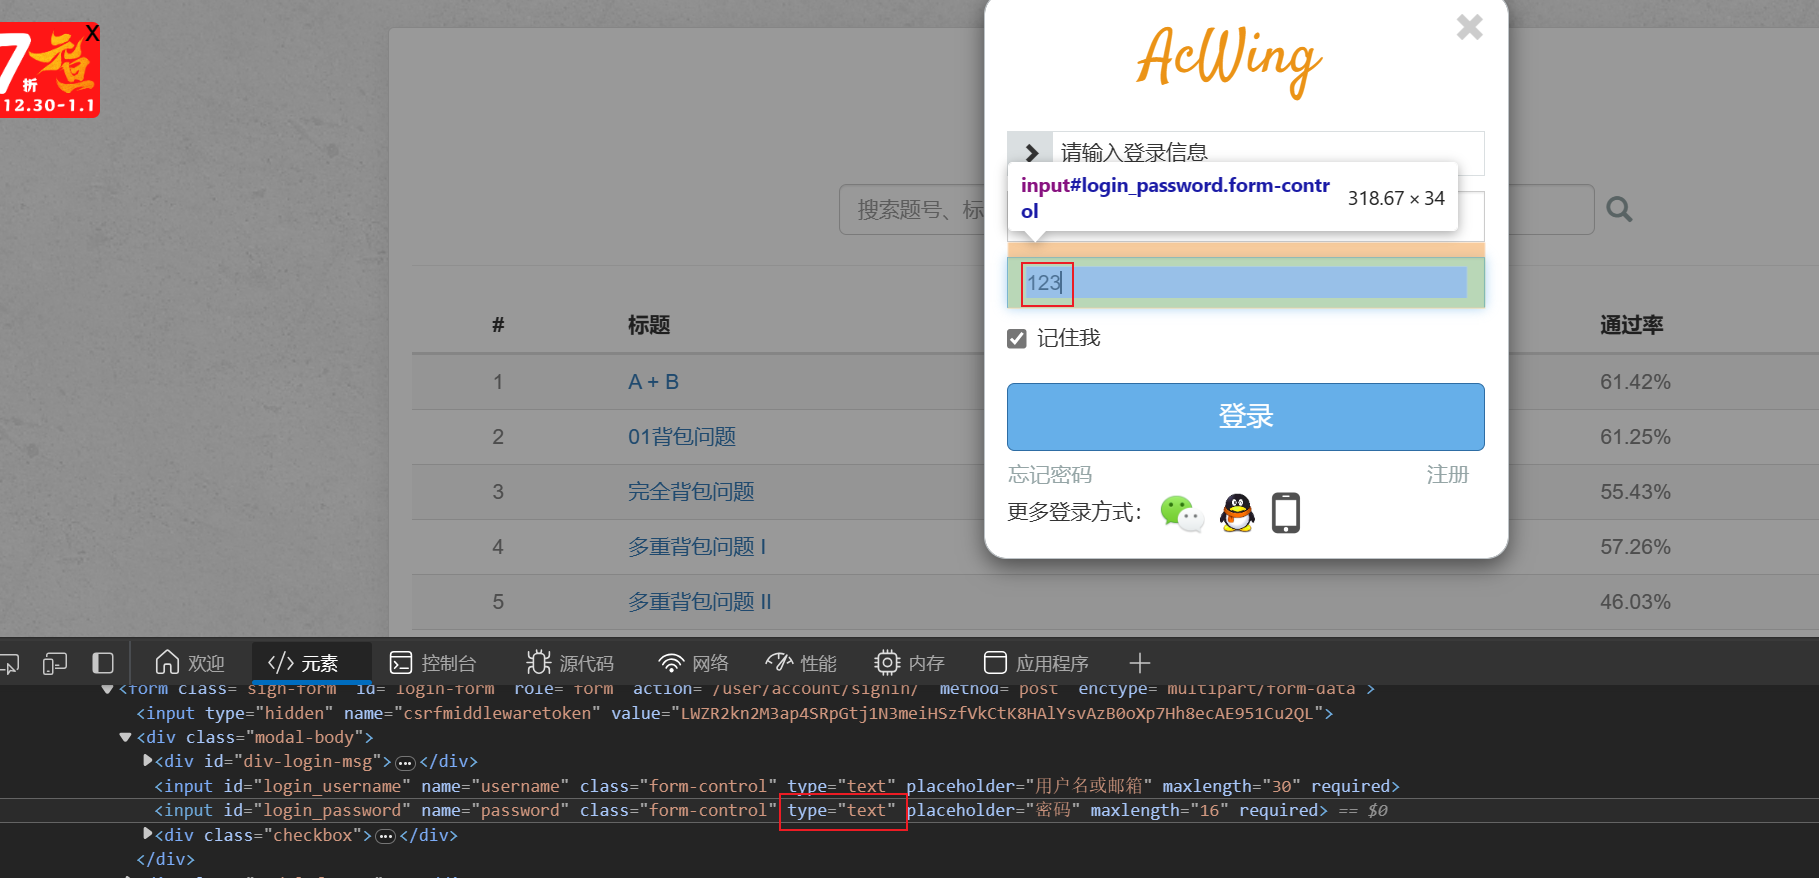 X
7
折
12.30-1.1
AcWing
请输入登录信息
input#login_password.form-contr
ol
318.67 × 34
搜索题号、标
123
记住我
登录
忘记密码
注册
更多登录方式：
# 标题 通过率
1 A + B 61.42%
2 01背包问题 61.25%
3 完全背包问题 55.43%
4 多重背包问题 I 57.26%
5 多重背包问题 II 46.03%
欢迎 </> 元素 控制台 源代码 网络 性能 内存 应用程序
<form class="sign-form" id="login-form" role="form" action="/user/account/signin/" method="post" enctype="multipart/form-data">
<input type="hidden" name="csrfmiddlewaretoken" value="LWZR2kn2M3ap4SRpGtj1N3meiHSzfVkCtK8HAlYsvAzB0oXp7Hh8ecAE951Cu2QL">
<div class="modal-body">
<div id="div-login-msg">…</div>
<input id="login_username" name="username" class="form-control" type="text" placeholder="用户名或邮箱" maxlength="30" required>
<input id="login_password" name="password" class="form-control" type="text" placeholder="密码" maxlength="16" required> == $0
<div class="checkbox">…</div>
</div>